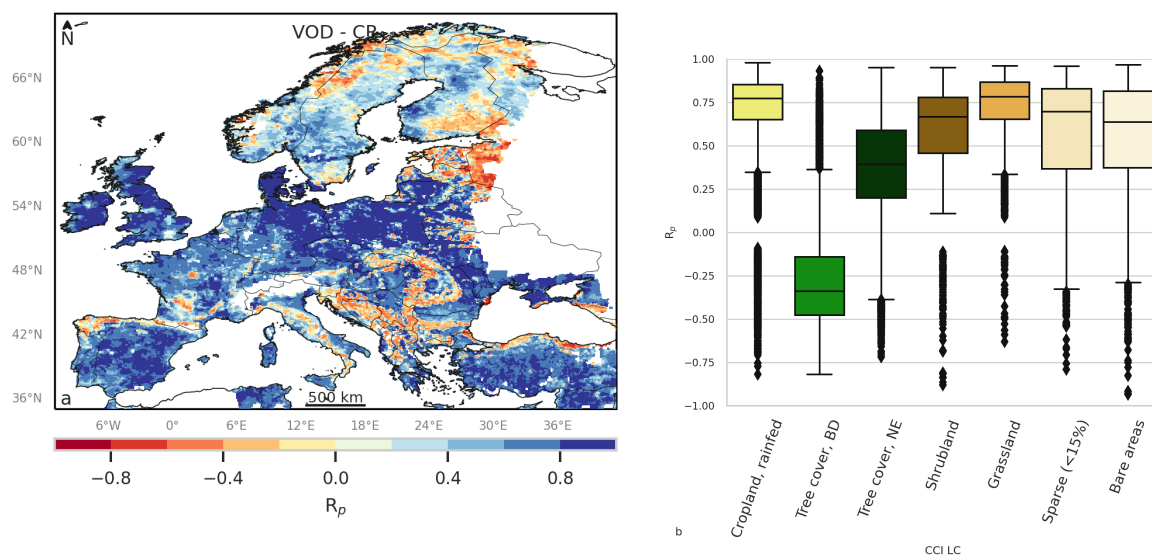 N
VOD - CR
66°N
60°N
54°N
48°N
42°N
36°N
a
500 km
6°W
0°
6°E
12°E
18°E
24°E
30°E
36°E
−0.8
−0.4
0.0
0.4
0.8
Rp
1.00
0.75
0.50
0.25
0.00
−0.25
−0.50
−0.75
−1.00
Rp
Cropland, rainfed
Tree cover, BD
Tree cover, NE
Shrubland
Grassland
Sparse (<15%)
Bare areas
b
CCI LC